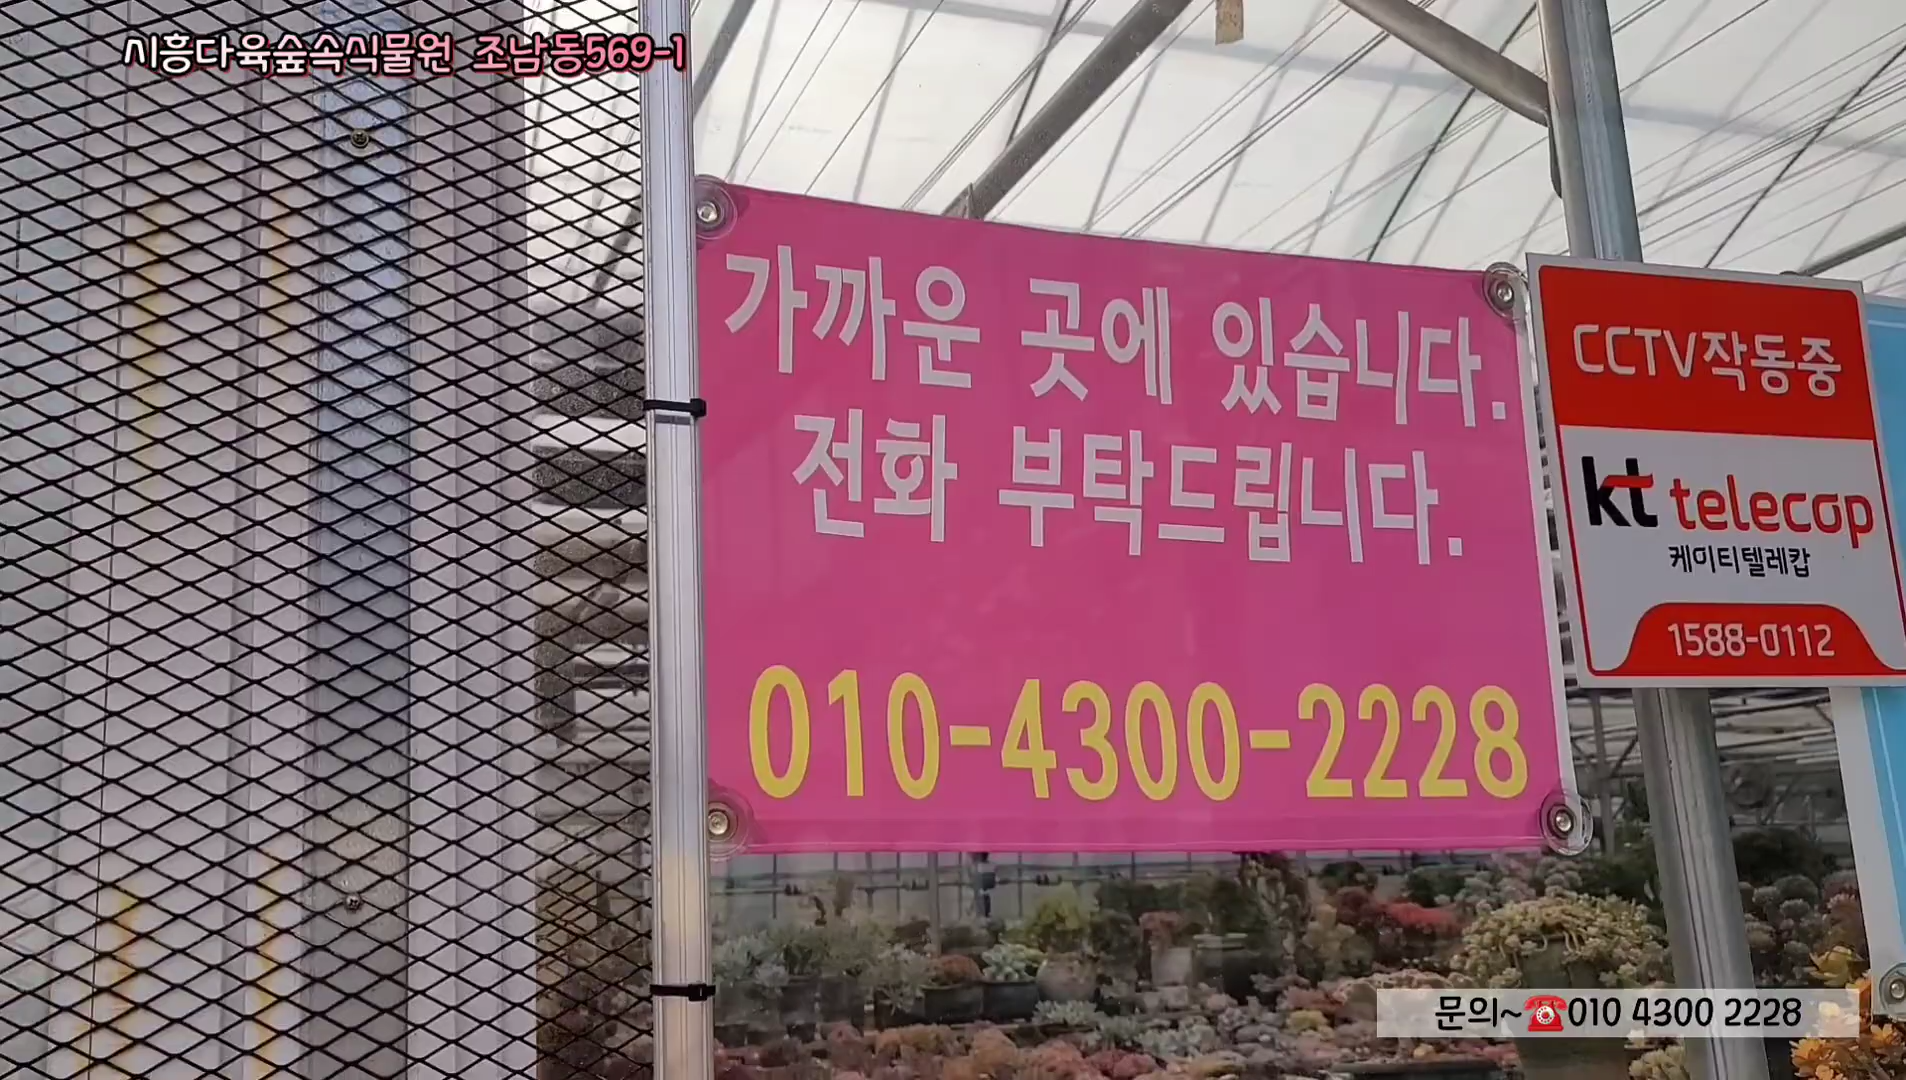 시흥다육숲속식물원 조남동569-1
가까운 곳에 있습니다.
전화 부탁드립니다.
010-4300-2228
CCTV작동중
kt telecop
케이티텔레캅
1588-0112
문의~☎010 4300 2228